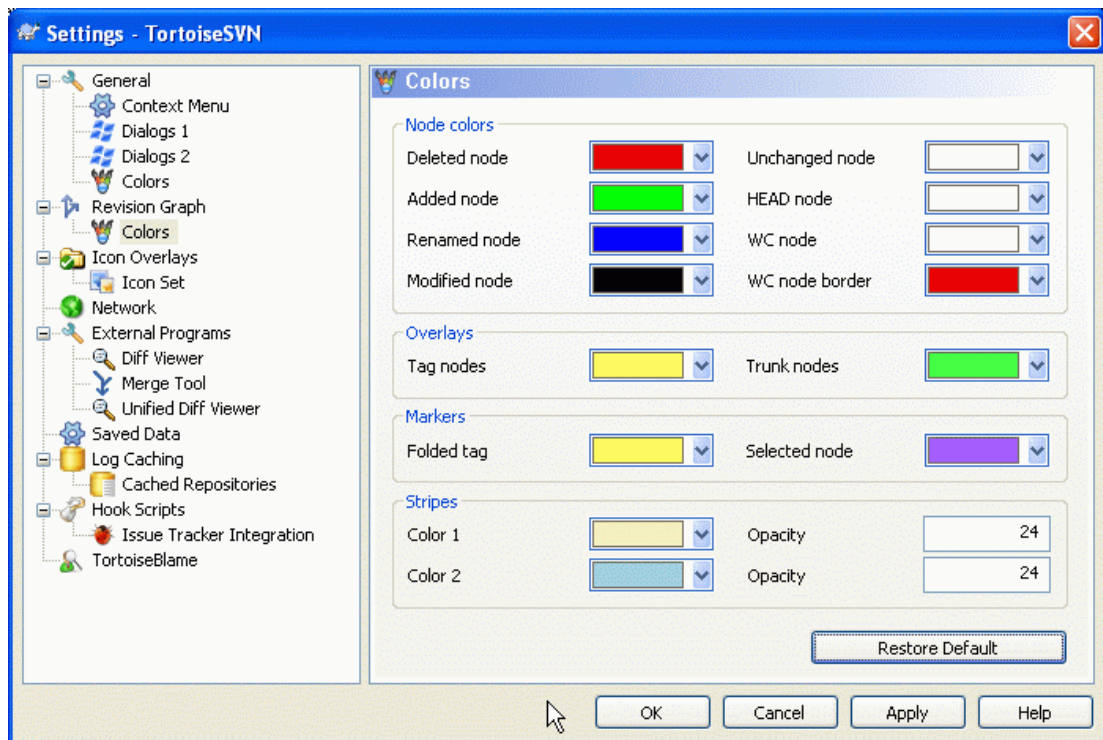 Settings - TortoiseSVN
General
Context Menu
Dialogs 1
Dialogs 2
Colors
Revision Graph
Colors
Icon Overlays
Icon Set
Network
External Programs
Diff Viewer
Merge Tool
Unified Diff Viewer
Saved Data
Log Caching
Cached Repositories
Hook Scripts
Issue Tracker Integration
TortoiseBlame
Colors
Node colors
Deleted node Unchanged node
Added node HEAD node
Renamed node WC node
Modified node WC node border
Overlays
Tag nodes Trunk nodes
Markers
Folded tag Selected node
Stripes
Color 1 Opacity 24
Color 2 Opacity 24
Restore Default
OK Cancel Apply Help